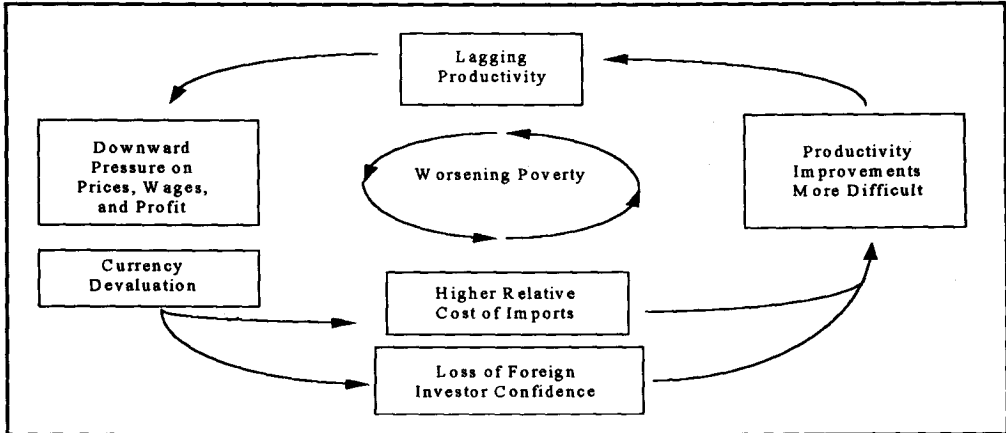 Lagging
Productivity
Downward
Pressure on
Prices, Wages,
and Profit
Worsening Poverty
Productivity
Improvements
More Difficult
Currency
Devaluation
Higher Relative
Cost of Imports
Loss of Foreign
Investor Confidence